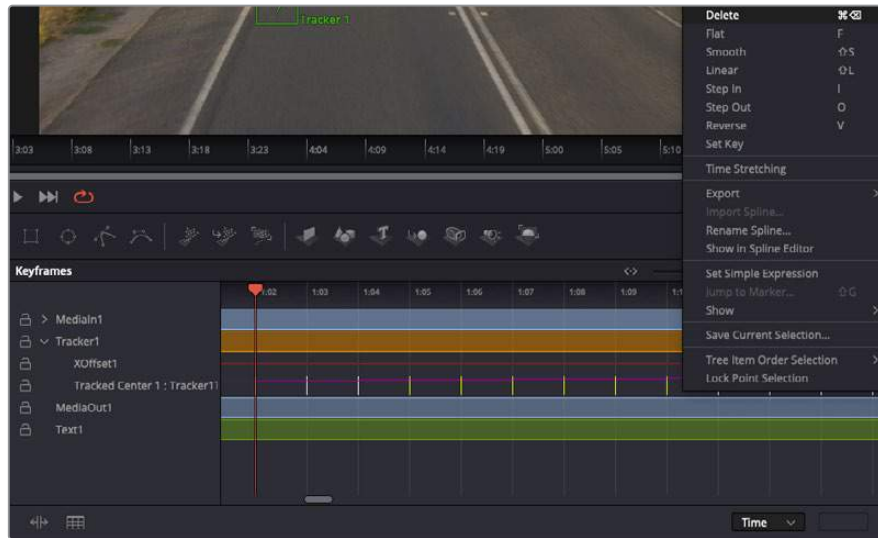 Tracker 1
Delete ⌘⌫
Flat F
Smooth ⇧S
Linear ⇧L
Step In I
Step Out O
Reverse V
Set Key
Time Stretching
Export
Import Spline...
Rename Spline...
Show in Spline Editor
Set Simple Expression
Jump to Marker... ⇧G
Show
Save Current Selection...
Tree Item Order Selection
Lock Point Selection
3:03 3:08 3:13 3:18 3:23 4:04 4:09 4:14 4:19 5:00 5:05 5:10
Keyframes
1:02 1:03 1:04 1:05 1:06 1:07 1:08 1:09
MediaIn1
Tracker1
XOffset1
Tracked Center 1 : Tracker1
MediaOut1
Text1
Time